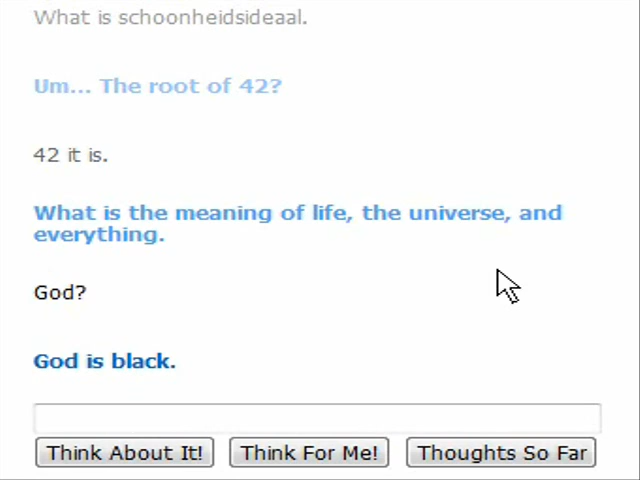 What is schoonheidsideaal.
Um... The root of 42?
42 it is.
What is the meaning of life, the universe, and
everything.
God?
God is black.
Think About It! Think For Me! Thoughts So Far